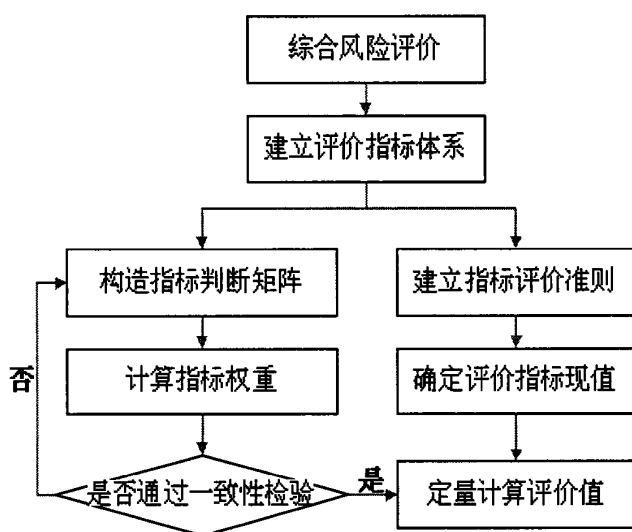 综合风险评价
建立评价指标体系
构造指标判断矩阵
建立指标评价准则
否
计算指标权重
确定评价指标现值
是否通过一致性检验
是
定量计算评价值